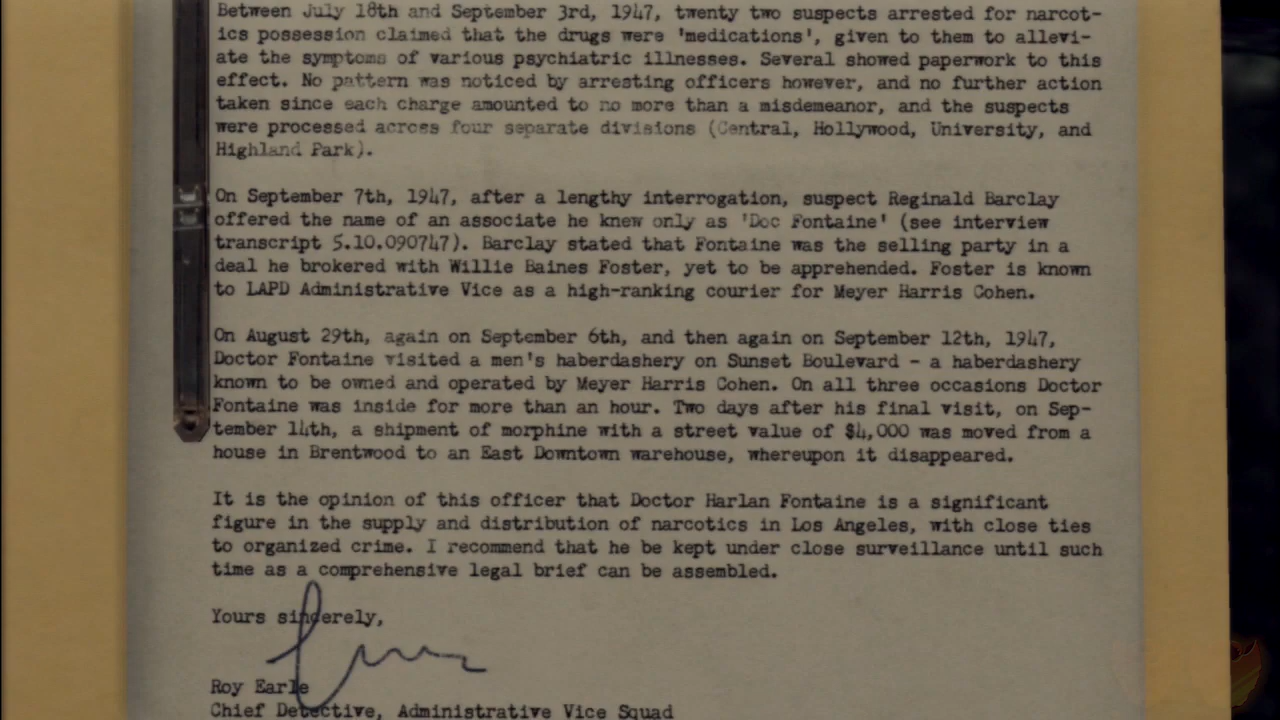 Between July 18th and September 3rd, 1947, twenty two suspects arrested for narcot-
ics possession claimed that the drugs were 'medications', given to them to allevi-
ate the symptoms of various psychiatric illnesses. Several showed paperwork to this
effect. No pattern was noticed by arresting officers however, and no further action
taken since each charge amounted to no more than a misdemeanor, and the suspects
were processed across four separate divisions (Central, Hollywood, University, and
Highland Park).
On September 7th, 1947, after a lengthy interrogation, suspect Reginald Barclay
offered the name of an associate he knew only as 'Doc Fontaine' (see interview
transcript 5.10.090747). Barclay stated that Fontaine was the selling party in a
deal he brokered with Willie Baines Foster, yet to be apprehended. Foster is known
to LAPD Administrative Vice as a high-ranking courier for Meyer Harris Cohen.
On August 29th, again on September 6th, and then again on September 12th, 1947,
Doctor Fontaine visited a men's haberdashery on Sunset Boulevard - a haberdashery
known to be owned and operated by Meyer Harris Cohen. On all three occasions Doctor
Fontaine was inside for more than an hour. Two days after his final visit, on Sep-
tember 14th, a shipment of morphine with a street value of $4,000 was moved from a
house in Brentwood to an East Downtown warehouse, whereupon it disappeared.
It is the opinion of this officer that Doctor Harlan Fontaine is a significant
figure in the supply and distribution of narcotics in Los Angeles, with close ties
to organized crime. I recommend that he be kept under close surveillance until such
time as a comprehensive legal brief can be assembled.
Yours sincerely,
Roy Earle
Chief Detective, Administrative Vice Squad